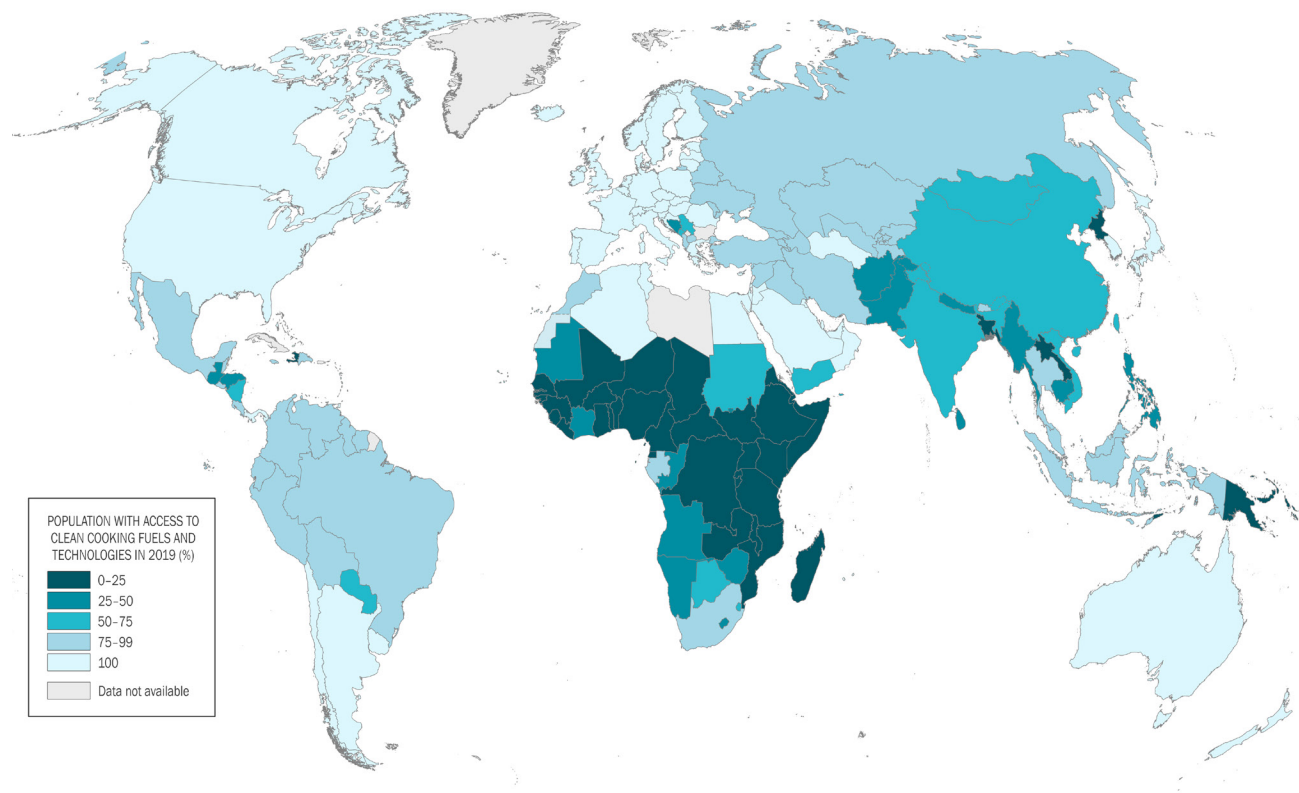 POPULATION WITH ACCESS TO
CLEAN COOKING FUELS AND
TECHNOLOGIES IN 2019 (%)
0–25
25–50
50–75
75–99
100
Data not available